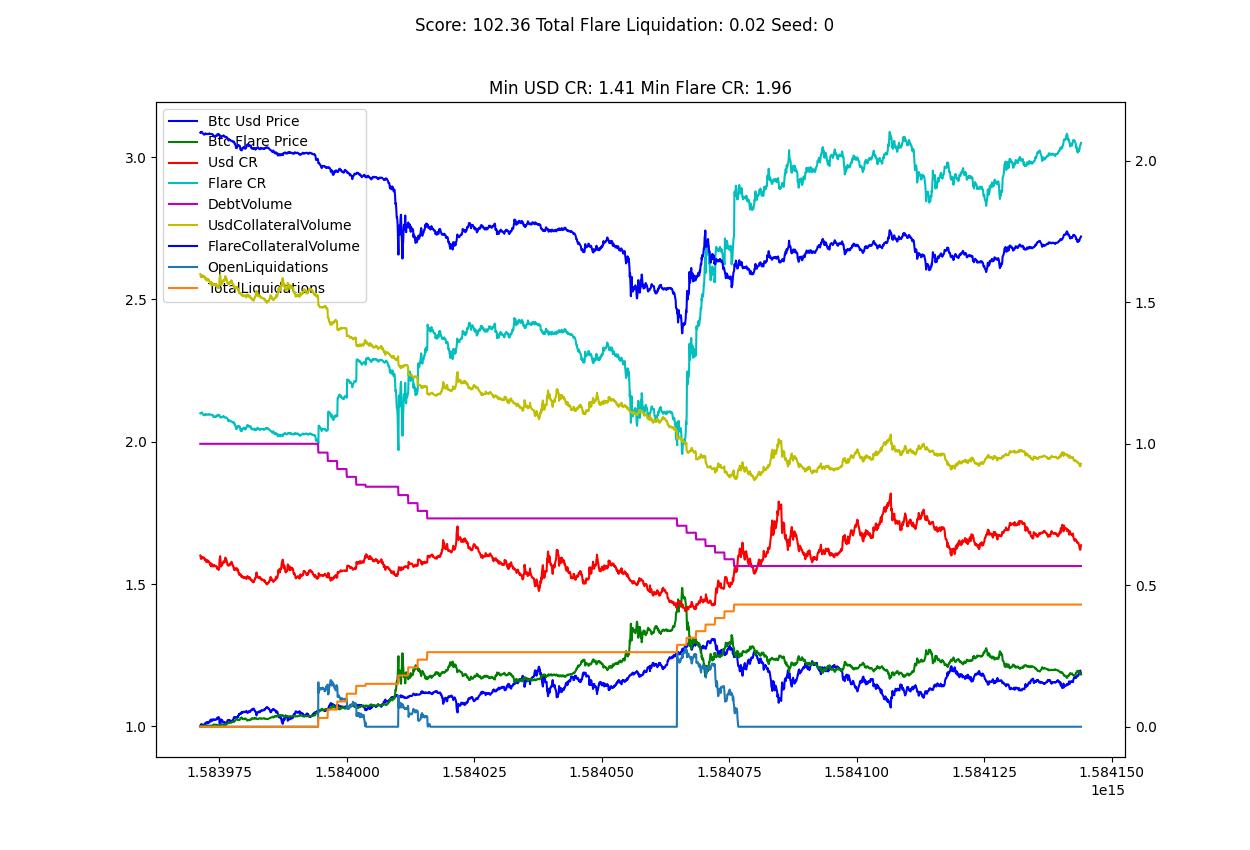 Score: 102.36 Total Flare Liquidation: 0.02 Seed: 0
Min USD CR: 1.41 Min Flare CR: 1.96
Btc Usd Price
Btc Flare Price
Usd CR
Flare CR
DebtVolume
UsdCollateralVolume
FlareCollateralVolume
OpenLiquidations
TotalLiquidations
3.0
2.5
2.0
1.5
1.0
2.0
1.5
1.0
0.5
0.0
1.583975 1.584000 1.584025 1.584050 1.584075 1.584100 1.584125 1.584150
1e15